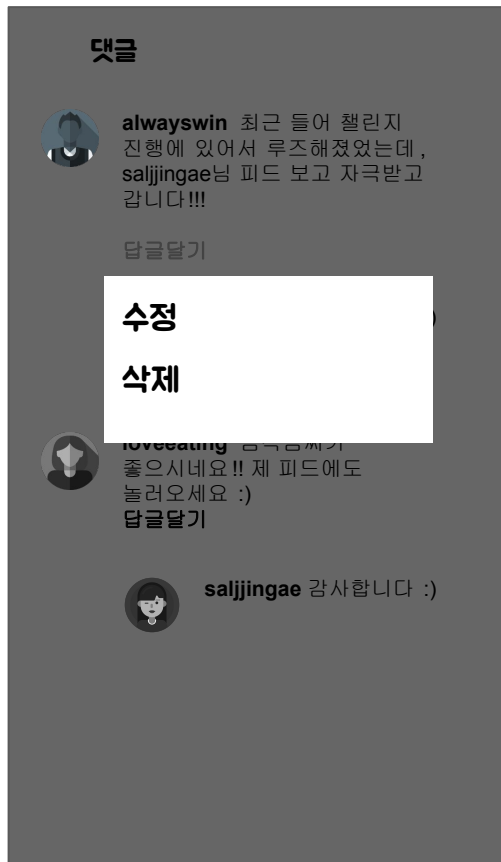 댓글
alwayswin 최근 들어 챌린지
진행에 있어서 루즈해졌었는데,
saljjingae님 피드 보고 자극받고
갑니다!!!
답글달기
)
수정
삭제
loveeating
좋으시네요!! 제 피드에도
놀러오세요 :)
답글달기
saljjingae 감사합니다 :)